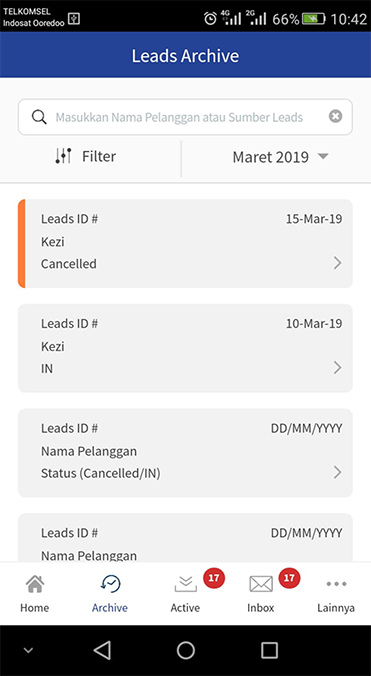 TELKOMSEL
Indosat Ooredoo
4G 2G 66% 10:42
Leads Archive
Masukkan Nama Pelanggan atau Sumber Leads
Filter
Maret 2019
Leads ID # 15-Mar-19
Kezi
Cancelled
Leads ID # 10-Mar-19
Kezi
IN
Leads ID # DD/MM/YYYY
Nama Pelanggan
Status (Cancelled/IN)
Leads ID # DD/MM/YYYY
Nama Pelanggan
17 17
Home Archive Active Inbox Lainnya